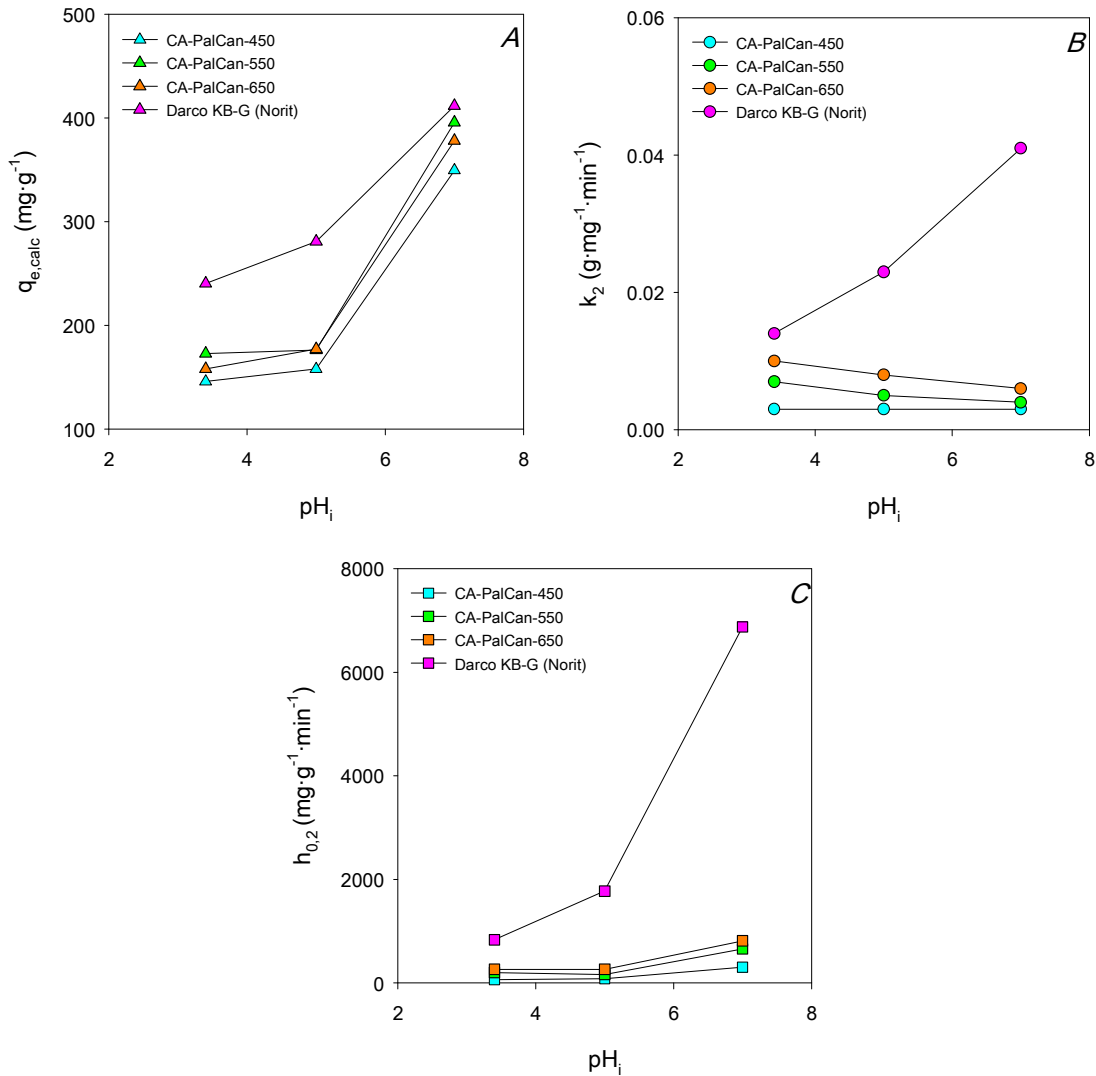 A
CA-PalCan-450
CA-PalCan-550
CA-PalCan-650
Darco KB-G (Norit)
500
400
300
200
100
q_e,calc (mg·g⁻¹)
2 4 6 8
pH_i
B
CA-PalCan-450
CA-PalCan-550
CA-PalCan-650
Darco KB-G (Norit)
0.06
0.04
0.02
0.00
k₂ (g·mg⁻¹·min⁻¹)
2 4 6 8
pH_i
C
CA-PalCan-450
CA-PalCan-550
CA-PalCan-650
Darco KB-G (Norit)
8000
6000
4000
2000
0
h_0,2 (mg·g⁻¹·min⁻¹)
2 4 6 8
pH_i